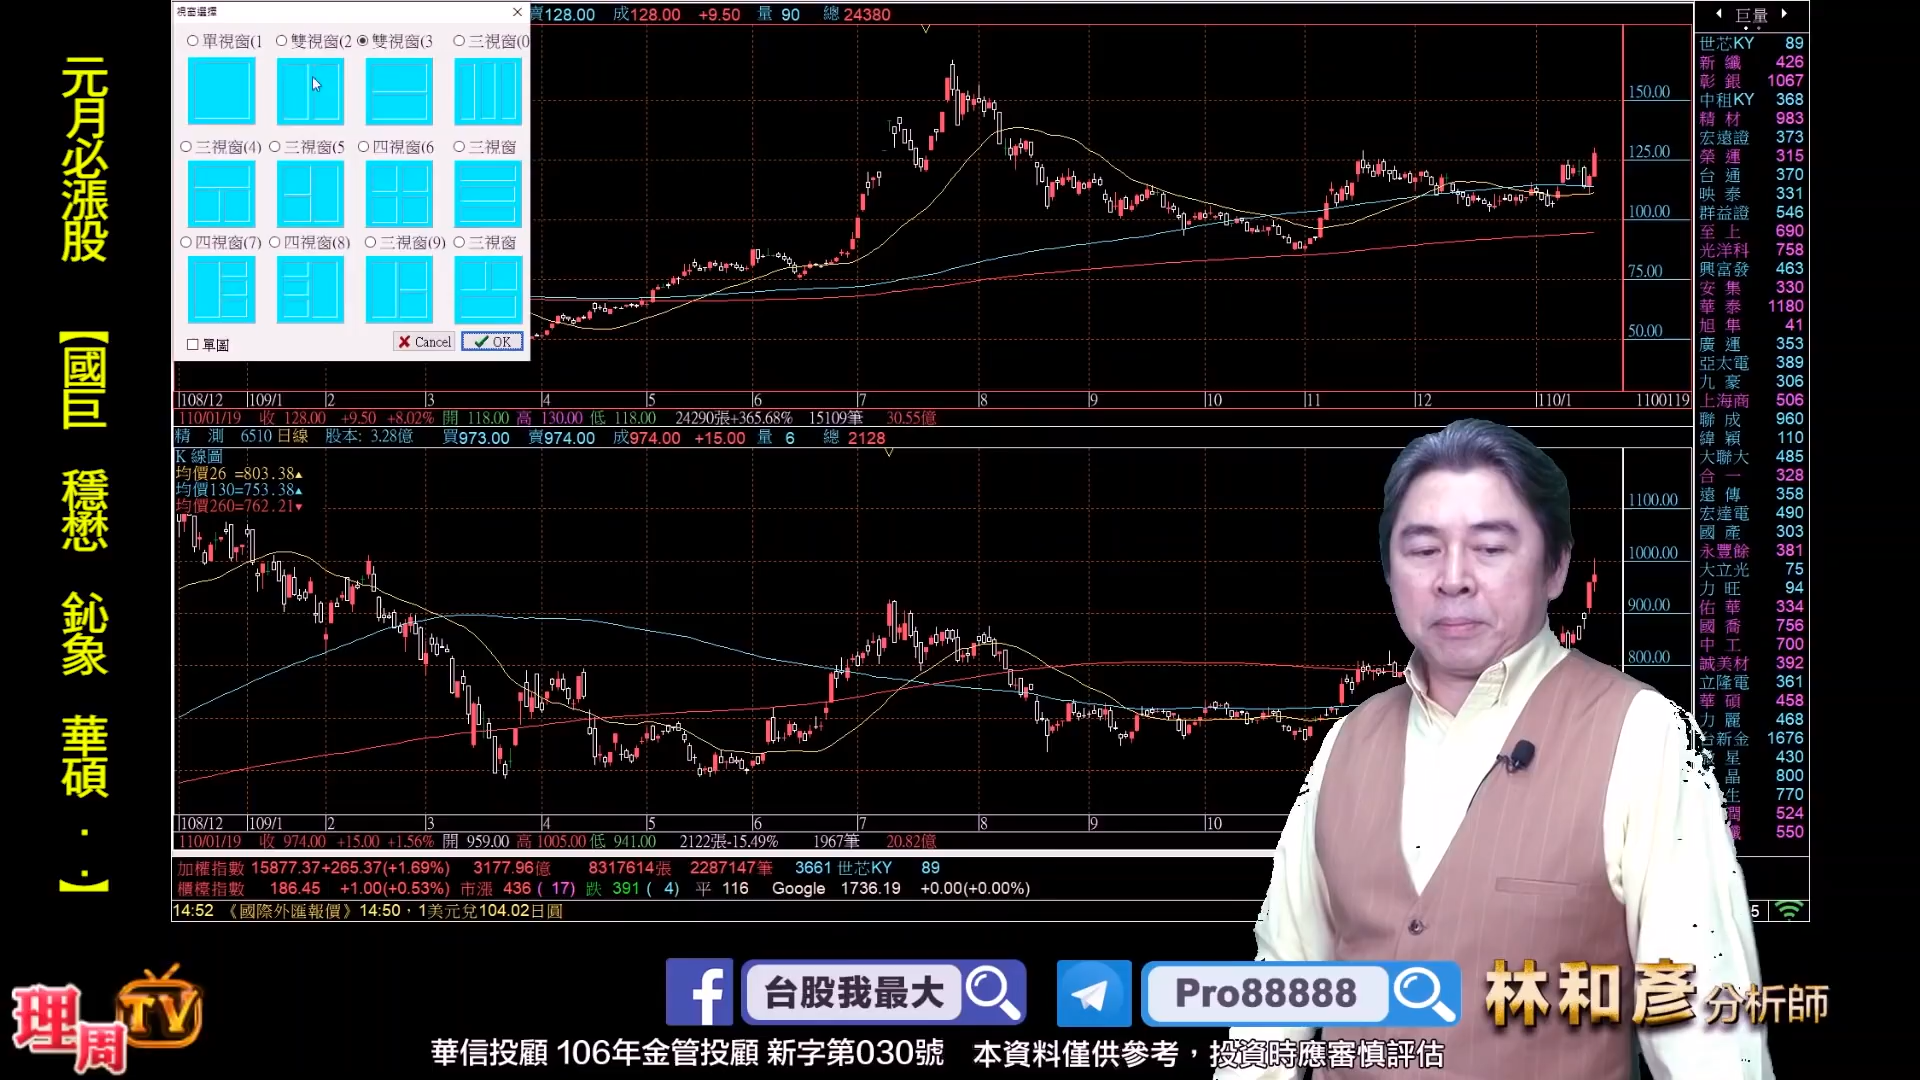 元月必漲股 【國巨 穩懋 鈊象 華碩..】
視窗選擇
單視窗(1 雙視窗(2 雙視窗(3 三視窗(0
三視窗(4) 三視窗(5 四視窗(6 三視窗
四視窗(7) 四視窗(8) 三視窗(9) 三視窗
單圖 Cancel OK
賣128.00 成128.00 +9.50 量 90 總 24380
150.00
125.00
100.00
75.00
50.00
108/12 109/1 2 3 4 5 6 7 8 9 10 11 12 110/1 1100119
110/01/19 收 128.00 +9.50 +8.02% 開 118.00 高 130.00 低 118.00 24290張+365.68% 15109筆 30.55億
精 測 6510 日線 股本: 3.28億 買973.00 賣974.00 成974.00 +15.00 量 6 總 2128
K 線圖
均價26 =803.38▲
均價130=753.38▲
均價260=762.21▼
1100.00
1000.00
900.00
800.00
108/12 109/1 2 3 4 5 6 7 8 9 10
110/01/19 收 974.00 +15.00 +1.56% 開 959.00 高 1005.00 低 941.00 2122張-15.49% 1967筆 20.82億
加權指數 15877.37+265.37(+1.69%) 3177.96億 8317614張 2287147筆 3661 世芯KY 89
櫃檯指數 186.45 +1.00(+0.53%) 市漲 436 ( 17) 跌 391 ( 4) 平 116 Google 1736.19 +0.00(+0.00%)
14:52 《國際外匯報價》14:50，1美元兌104.02日圓
5
巨量
世芯KY 89
新 纖 426
彰 銀 1067
中租KY 368
精 材 983
宏遠證 373
榮 運 315
台 通 370
映 泰 331
群益證 546
至 上 690
光洋科 758
興富發 463
安 集 330
華 泰 1180
旭 隼 41
廣 運 353
亞太電 389
九 豪 306
上海商 506
聯 成 960
緯 穎 110
大聯大 485
合 一 328
遠 傳 358
宏達電 490
國 產 303
永豐餘 381
大立光 75
力 旺 94
佑 華 334
國 喬 756
中 工 700
誠美材 392
立隆電 361
華 碩 458
力 麗 468
台新金 1676
星 430
晶 800
生 770
潤 524
纖 550
理周TV
台股我最大
Pro88888
林和彥分析師
華信投顧 106年金管投顧 新字第030號 本資料僅供參考，投資時應審慎評估